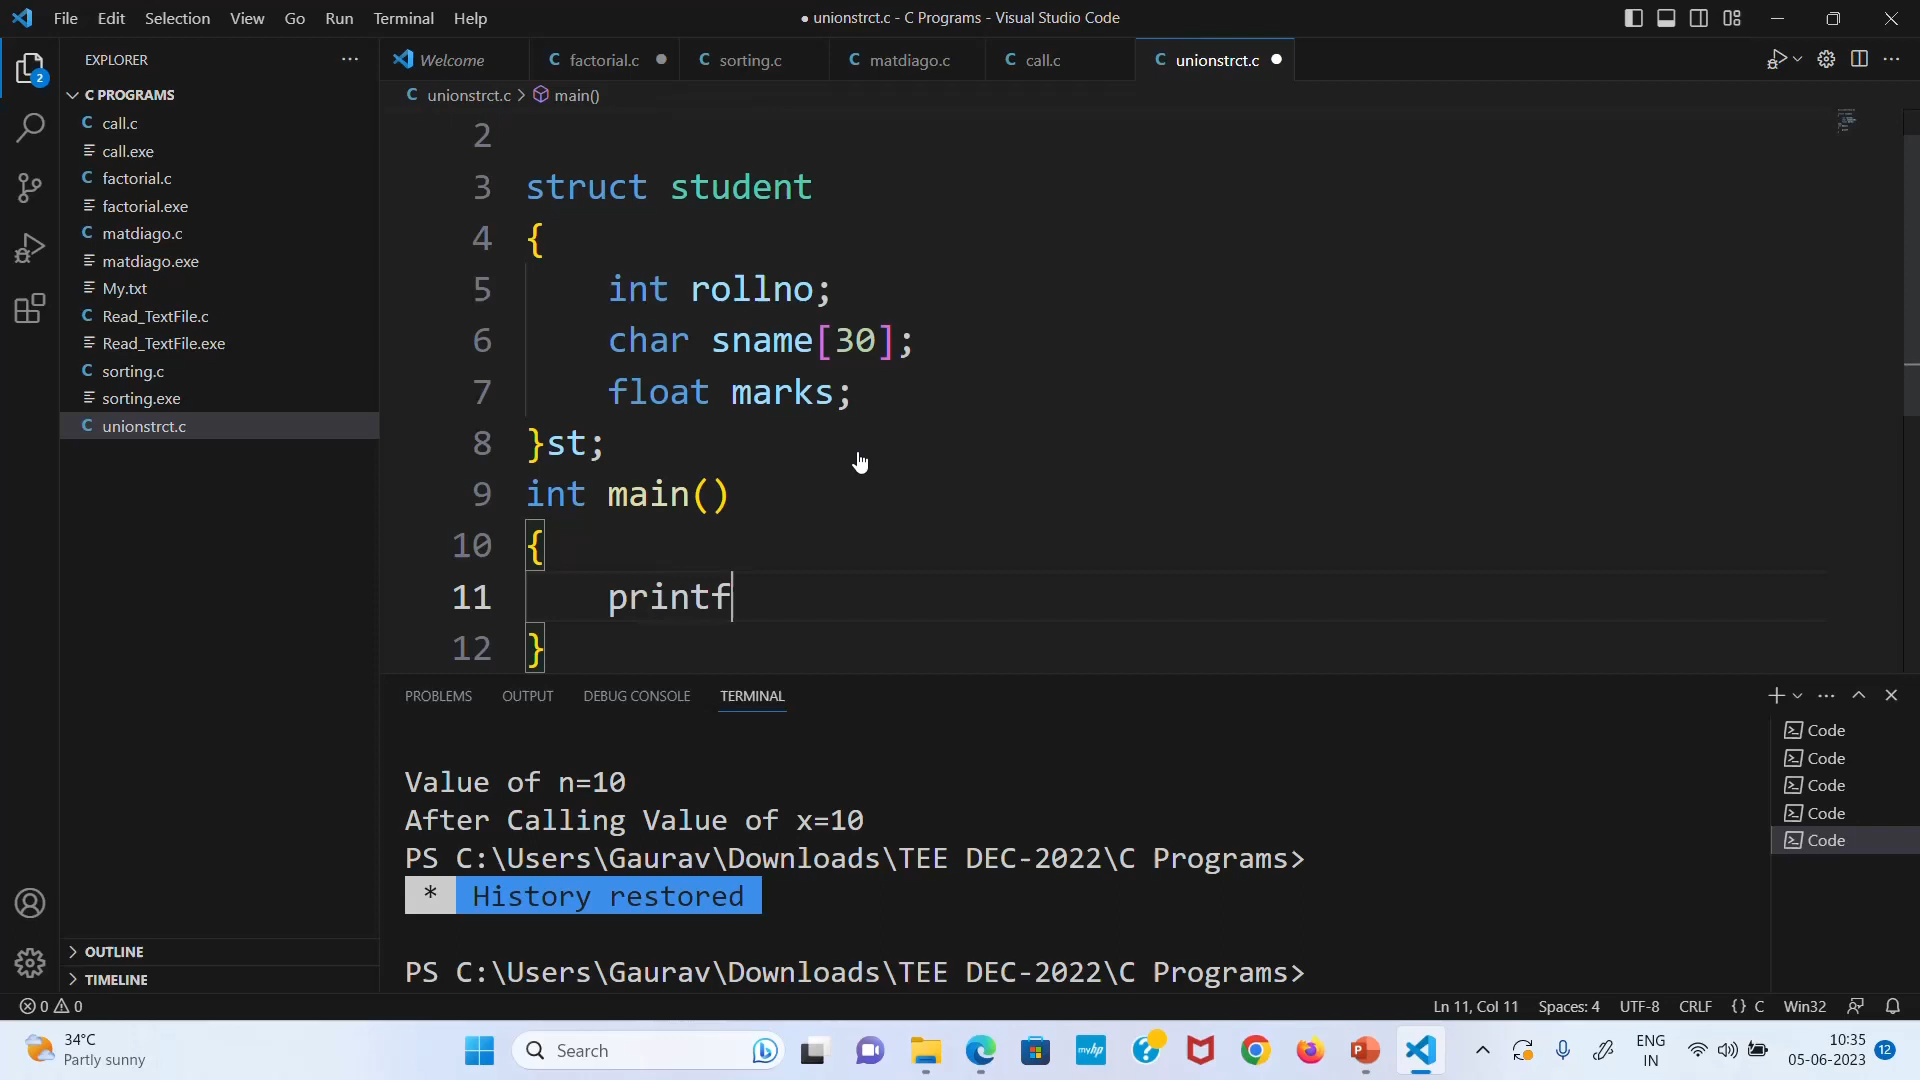 File Edit Selection View Go Run Terminal Help
● unionstrct.c - C Programs - Visual Studio Code
EXPLORER ···
Welcome
factorial.c ●
sorting.c
matdiago.c
call.c
unionstrct.c ●
C PROGRAMS
unionstrct.c > main()
call.c
call.exe
factorial.c
factorial.exe
matdiago.c
matdiago.exe
My.txt
Read_TextFile.c
Read_TextFile.exe
sorting.c
sorting.exe
unionstrct.c
OUTLINE
TIMELINE
2
2
3 struct student
4 {
5 int rollno;
6 char sname[30];
7 float marks;
8 }st;
9 int main()
10 {
11 printf
12 }
PROBLEMS OUTPUT DEBUG CONSOLE TERMINAL
Value of n=10
After Calling Value of x=10
PS C:\Users\Gaurav\Downloads\TEE DEC-2022\C Programs>
* History restored
PS C:\Users\Gaurav\Downloads\TEE DEC-2022\C Programs>
Code
Code
Code
Code
Code
0 0
Ln 11, Col 11 Spaces: 4 UTF-8 CRLF {} C Win32
34°C
Partly sunny
Search
myhp
ENG
IN
10:35
05-06-2023
12